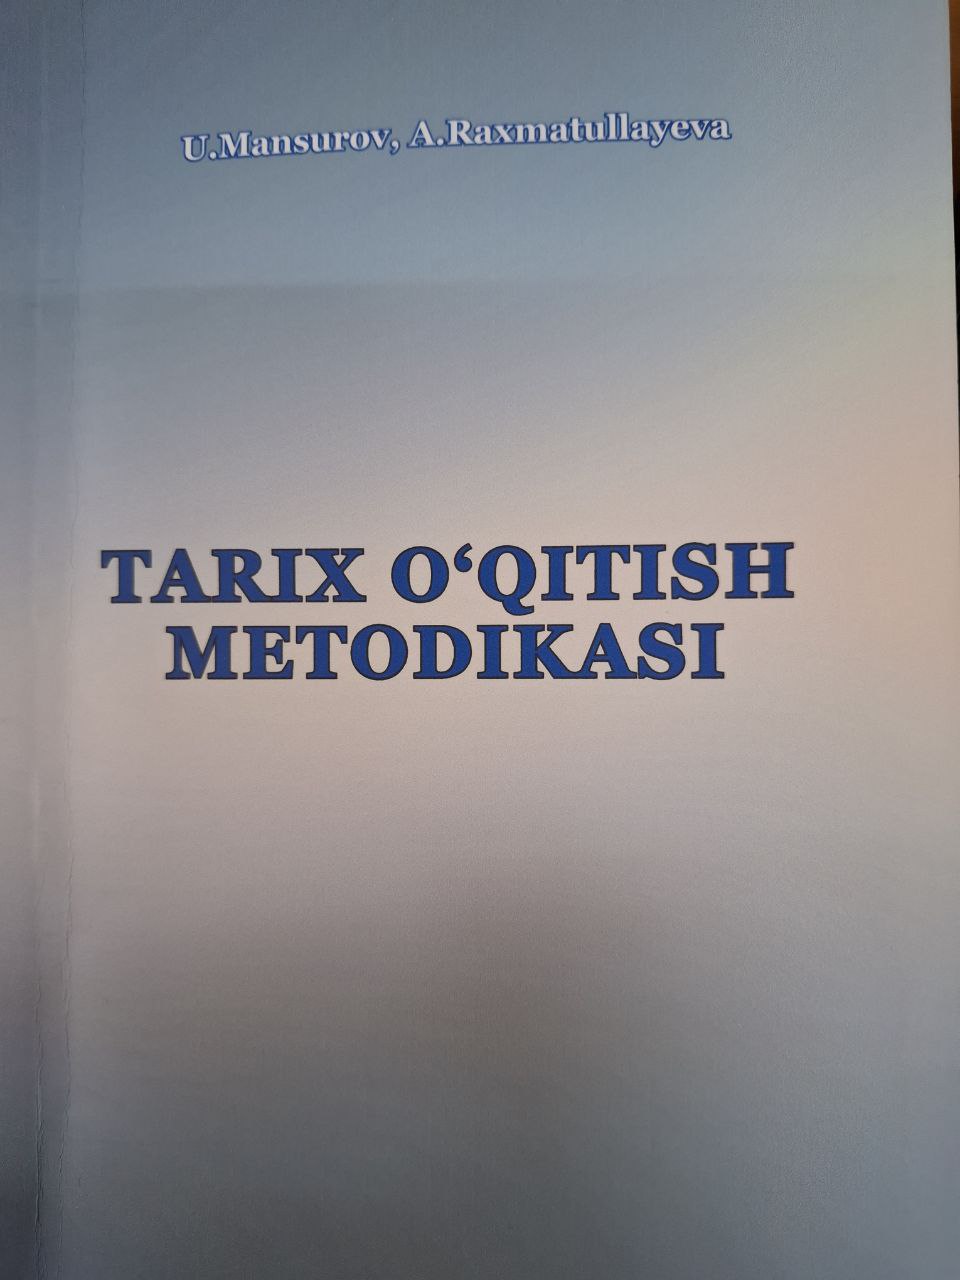 U.Mansurov, A.Raxmatullayeva
TARIX O‘QITISH
METODIKASI